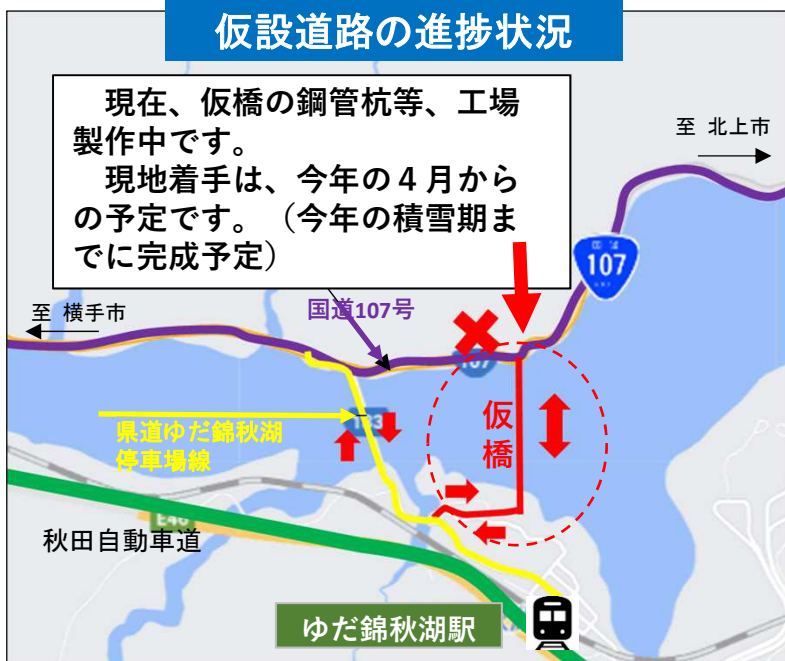 仮設道路の進捗状況
　現在、仮橋の鋼管杭等、工場
製作中です。
　現地着手は、今年の４月から
の予定です。（今年の積雪期ま
でに完成予定）
至 北上市
国道
107
至 横手市
国道107号
107
仮橋
133
県道ゆだ錦秋湖
停車場線
E46
秋田自動車道
ゆだ錦秋湖駅